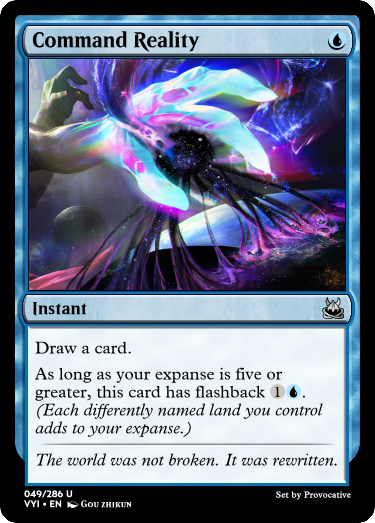 Command Reality
Instant
Draw a card.
As long as your expanse is five or
greater, this card has flashback 1.
(Each differently named land you control
adds to your expanse.)
The world was not broken. It was rewritten.
049/286 U
VYI • EN Gou zhikun
Set by Provocative